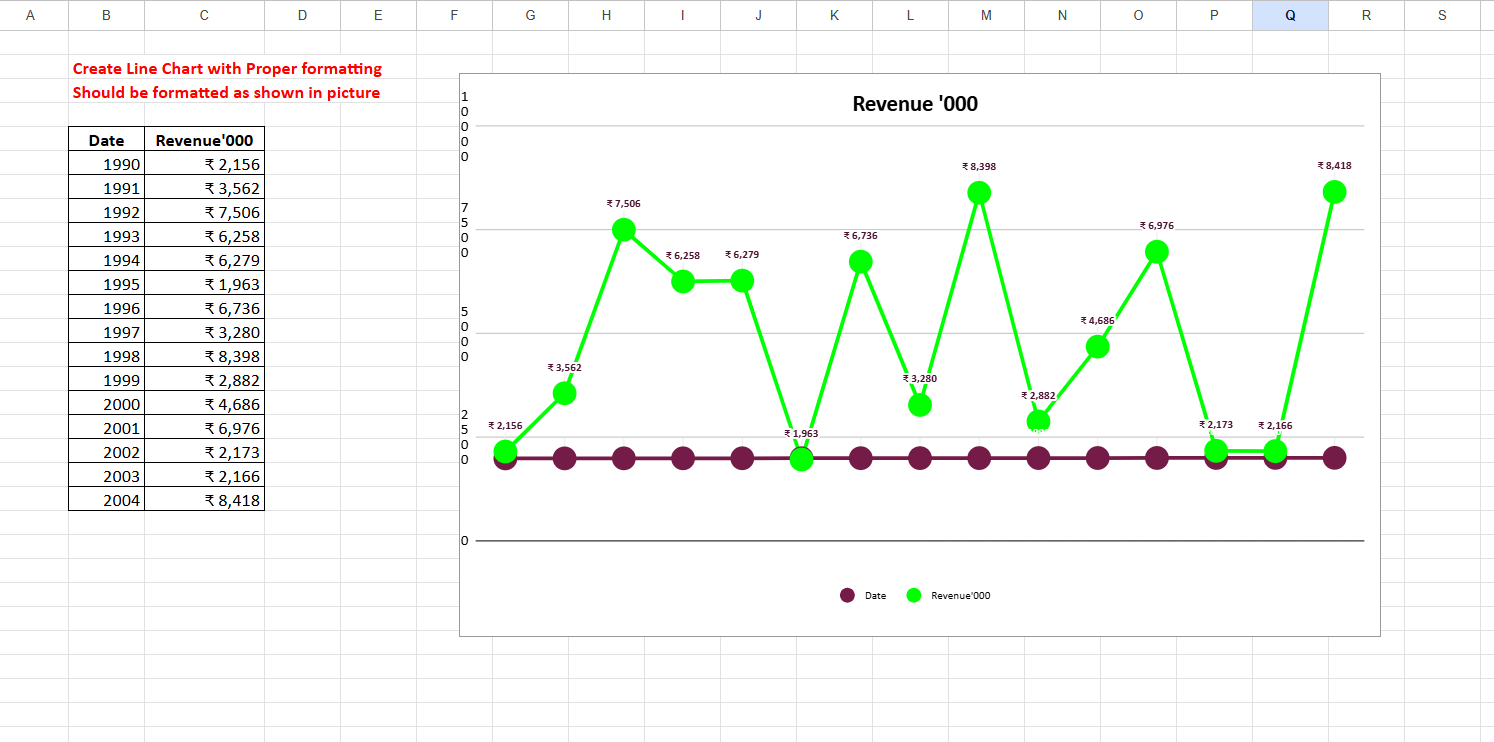 A B C D E F G H I J K L M N O P Q R S
Create Line Chart with Proper formatting
Should be formatted as shown in picture
Date Revenue'000
1990 ₹ 2,156
1991 ₹ 3,562
1992 ₹ 7,506
1993 ₹ 6,258
1994 ₹ 6,279
1995 ₹ 1,963
1996 ₹ 6,736
1997 ₹ 3,280
1998 ₹ 8,398
1999 ₹ 2,882
2000 ₹ 4,686
2001 ₹ 6,976
2002 ₹ 2,173
2003 ₹ 2,166
2004 ₹ 8,418
Revenue '000
10000
7500
500
250
0
₹ 2,156
₹ 3,562
₹ 7,506
₹ 6,258
₹ 6,279
₹ 1,963
₹ 6,736
₹ 3,280
₹ 8,398
₹ 2,882
₹ 4,686
₹ 6,976
₹ 2,173
₹ 2,166
₹ 8,418
Date Revenue'000